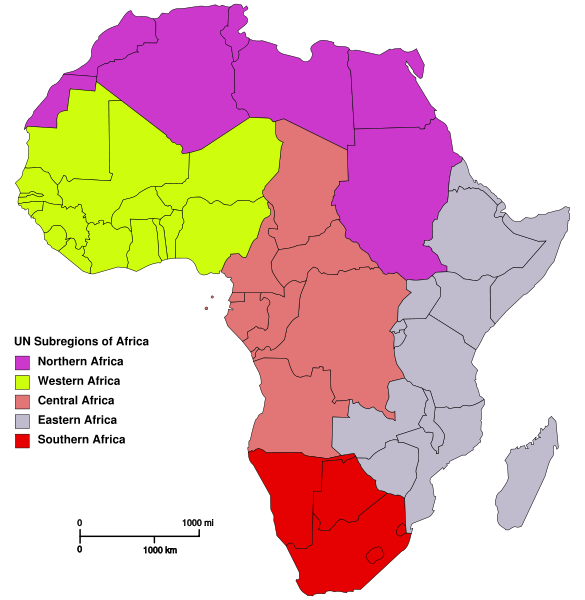 UN Subregions of Africa
Northern Africa
Western Africa
Central Africa
Eastern Africa
Southern Africa
0 1000 mi
0 1000 km